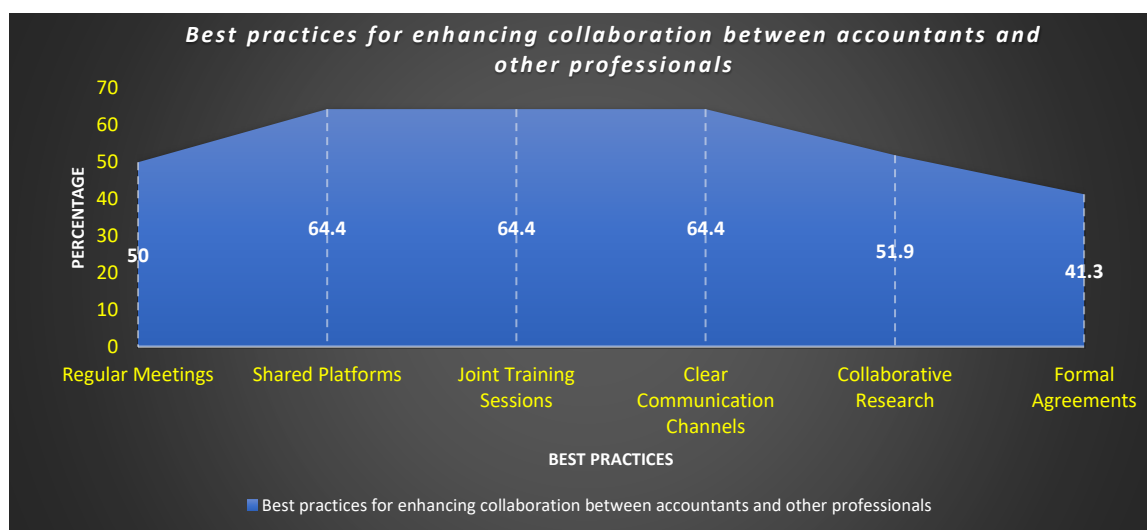 Best practices for enhancing collaboration between accountants and
other professionals
70
60
50
40
30
20
10
0
PERCENTAGE
50
64.4
64.4
64.4
51.9
41.3
Regular Meetings
Shared Platforms
Joint Training
Sessions
Clear
Communication
Channels
Collaborative
Research
Formal
Agreements
BEST PRACTICES
Best practices for enhancing collaboration between accountants and other professionals